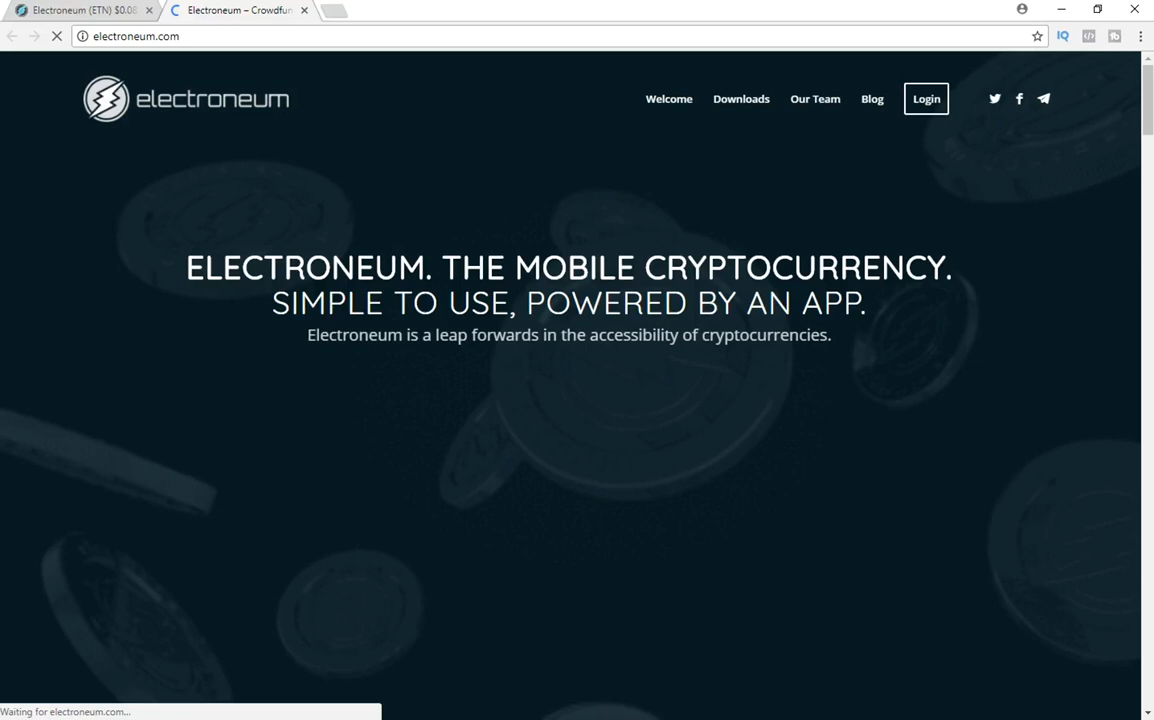 Electroneum (ETN) $0.08
Electroneum – Crowdfun
electroneum.com
IQ
electroneum
Welcome
Downloads
Our Team
Blog
Login
ELECTRONEUM. THE MOBILE CRYPTOCURRENCY.
SIMPLE TO USE, POWERED BY AN APP.
Electroneum is a leap forwards in the accessibility of cryptocurrencies.
Waiting for electroneum.com...